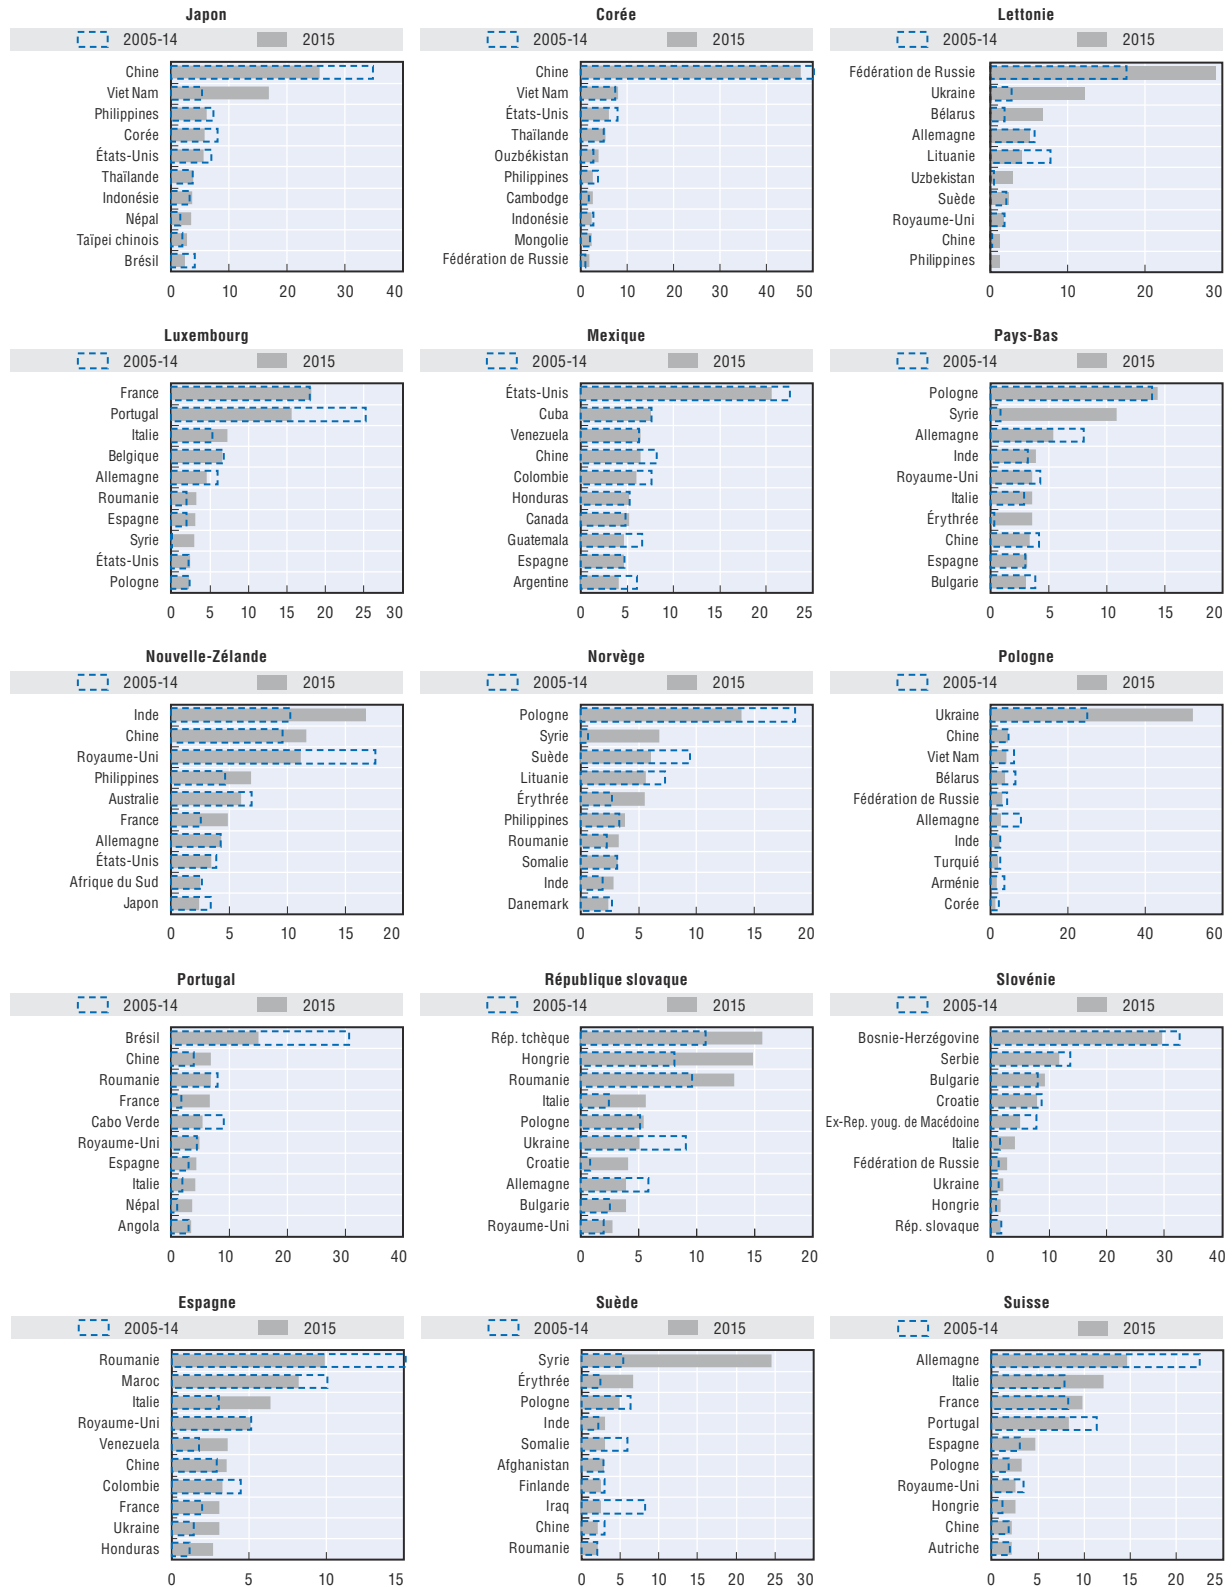 Japon
2005-14 2015
Chine
Viet Nam
Philippines
Corée
États-Unis
Thaïlande
Indonésie
Népal
Taïpei chinois
Brésil
0 10 20 30 40
Corée
2005-14 2015
Chine
Viet Nam
États-Unis
Thaïlande
Ouzbékistan
Philippines
Cambodge
Indonésie
Mongolie
Fédération de Russie
0 10 20 30 40 50
Lettonie
2005-14 2015
Fédération de Russie
Ukraine
Bélarus
Allemagne
Lituanie
Uzbekistan
Suède
Royaume-Uni
Chine
Philippines
0 10 20 30
Luxembourg
2005-14 2015
France
Portugal
Italie
Belgique
Allemagne
Roumanie
Espagne
Syrie
États-Unis
Pologne
0 5 10 15 20 25 30
Mexique
2005-14 2015
États-Unis
Cuba
Venezuela
Chine
Colombie
Honduras
Canada
Guatemala
Espagne
Argentine
0 5 10 15 20 25
Pays-Bas
2005-14 2015
Pologne
Syrie
Allemagne
Inde
Royaume-Uni
Italie
Érythrée
Chine
Espagne
Bulgarie
0 5 10 15 20
Nouvelle-Zélande
2005-14 2015
Inde
Chine
Royaume-Uni
Philippines
Australie
France
Allemagne
États-Unis
Afrique du Sud
Japon
0 5 10 15 20
Norvège
2005-14 2015
Pologne
Syrie
Suède
Lituanie
Érythrée
Philippines
Roumanie
Somalie
Inde
Danemark
0 5 10 15 20
Pologne
2005-14 2015
Ukraine
Chine
Viet Nam
Bélarus
Fédération de Russie
Allemagne
Inde
Turquié
Arménie
Corée
0 20 40 60
Portugal
2005-14 2015
Brésil
Chine
Roumanie
France
Cabo Verde
Royaume-Uni
Espagne
Italie
Népal
Angola
0 10 20 30 40
République slovaque
2005-14 2015
Rép. tchèque
Hongrie
Roumanie
Italie
Pologne
Ukraine
Croatie
Allemagne
Bulgarie
Royaume-Uni
0 5 10 15 20
Slovénie
2005-14 2015
Bosnie-Herzégovine
Serbie
Bulgarie
Croatie
Ex-Rep. youg. de Macédoine
Italie
Fédération de Russie
Ukraine
Hongrie
Rép. slovaque
0 10 20 30 40
Espagne
2005-14 2015
Roumanie
Maroc
Italie
Royaume-Uni
Venezuela
Chine
Colombie
France
Ukraine
Honduras
0 5 10 15
Suède
2005-14 2015
Syrie
Érythrée
Pologne
Inde
Somalie
Afghanistan
Finlande
Iraq
Chine
Roumanie
0 5 10 15 20 25 30
Suisse
2005-14 2015
Allemagne
Italie
France
Portugal
Espagne
Pologne
Royaume-Uni
Hongrie
Chine
Autriche
0 5 10 15 20 25